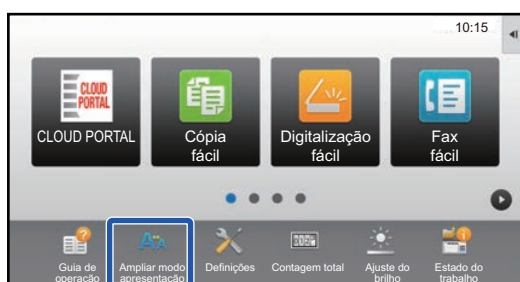 10:15
CLOUD
PORTAL
CLOUD PORTAL
Cópia
fácil
Digitalização
fácil
Fax
fácil
Guia de
operação
Ampliar modo
apresentação
Definições
Contagem total
Ajuste do
brilho
Estado do
trabalho